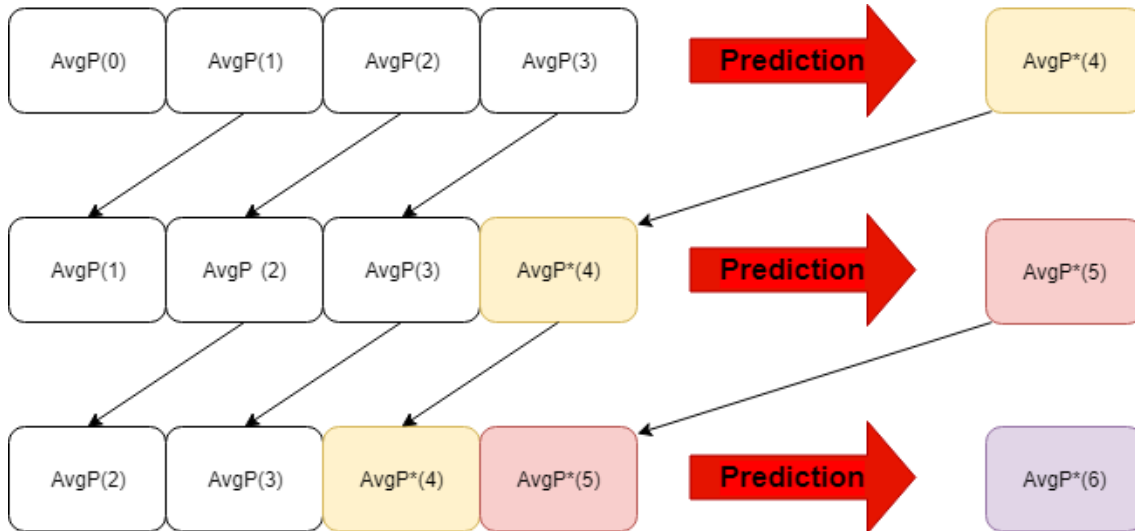 AvgP(0) AvgP(1) AvgP(2) AvgP(3) Prediction AvgP*(4)
AvgP(1) AvgP (2) AvgP(3) AvgP*(4) Prediction AvgP*(5)
AvgP(2) AvgP(3) AvgP*(4) AvgP*(5) Prediction AvgP*(6)